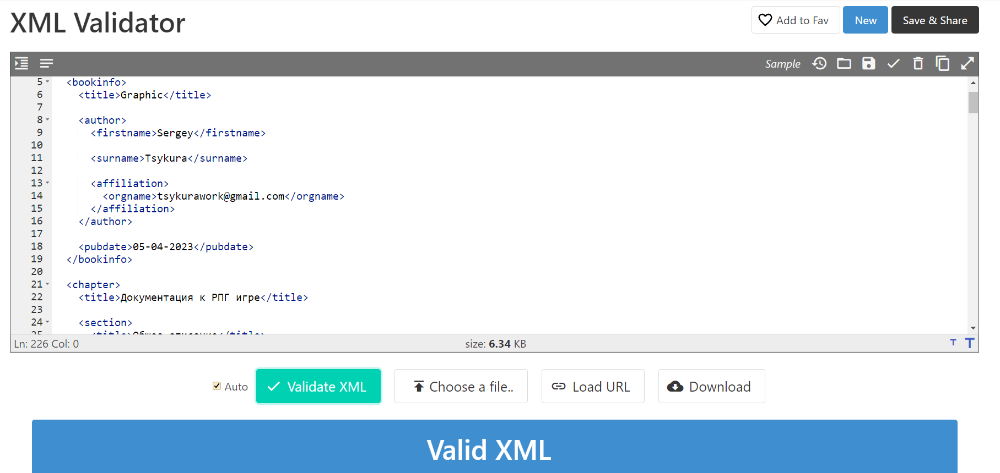 XML Validator
Add to Fav
New
Save & Share
Sample
5 <bookinfo>
6 <title>Graphic</title>
7
8 <author>
9 <firstname>Sergey</firstname>
10
11 <surname>Tsykura</surname>
12
13 <affiliation>
14 <orgname>tsykurawork@gmail.com</orgname>
15 </affiliation>
16 </author>
17
18 <pubdate>05-04-2023</pubdate>
19 </bookinfo>
20
21 <chapter>
22 <title>Документация к РПГ игре</title>
23
24 <section>
25 <title>Общее описание</title>
Ln: 226 Col: 0
size: 6.34 KB
T T
Auto
Validate XML
Choose a file..
Load URL
Download
Valid XML